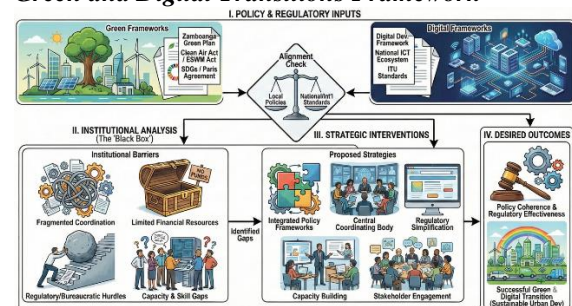 Green and Digital Transitions Framework
I. POLICY & REGULATORY INPUTS
Green Frameworks
Zamboanga
Green Plan
Clean Air Act
/ ESWM Act
SDGs / Paris
Agreement
Alignment
Check
Local
Policies
National/Int'l
Standards
Digital Frameworks
Digital Dev.
Framework
National ICT
Ecosystem
ITU
Standards
II. INSTITUTIONAL ANALYSIS
(The 'Black Box')
Institutional Barriers
Fragmented Coordination
NO
FUNDS
Limited Financial Resources
Regulatory/Bureaucratic Hurdles
Capacity & Skill Gaps
Identified
Gaps
III. STRATEGIC INTERVENTIONS
Proposed Strategies
Integrated Policy
Frameworks
Central
Coordinating Body
Regulatory
Simplification
Capacity Building
Stakeholder Engagement
IV. DESIRED OUTCOMES
Policy Coherence &
Regulatory Effectiveness
Successful Green &
Digital Transition
(Sustainable Urban Dev)